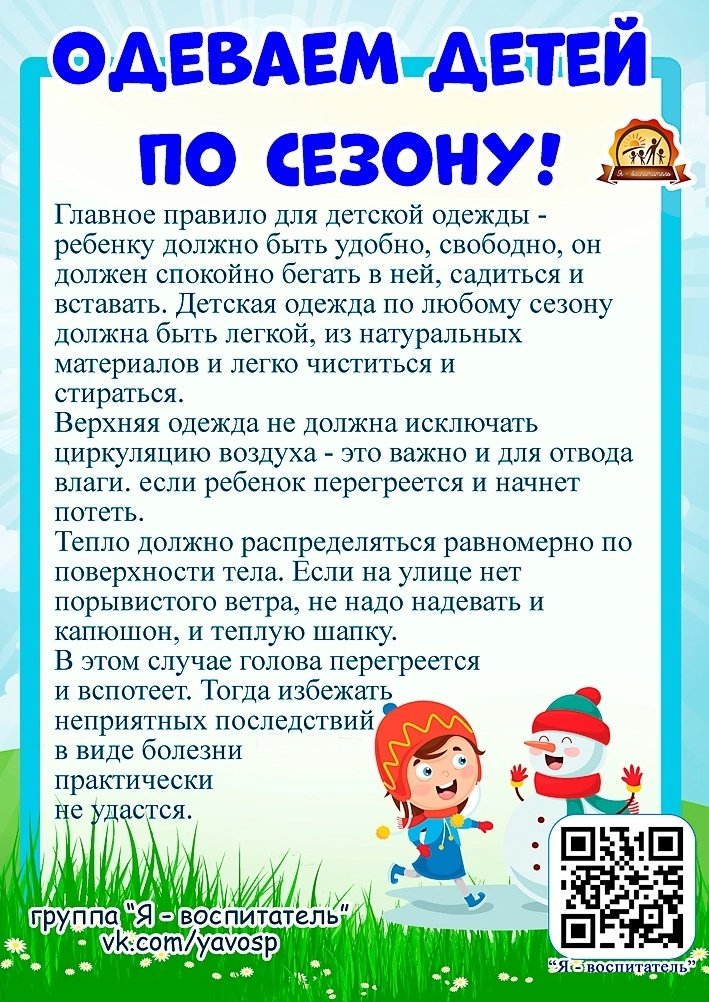 ОДЕВАЕМ ДЕТЕЙ
ПО СЕЗОНУ!
Я - воспитатель
Главное правило для детской одежды -
ребенку должно быть удобно, свободно, он
должен спокойно бегать в ней, садиться и
вставать. Детская одежда по любому сезону
должна быть легкой, из натуральных
материалов и легко чиститься и
стираться.
Верхняя одежда не должна исключать
циркуляцию воздуха - это важно и для отвода
влаги. если ребенок перегреется и начнет
потеть.
Тепло должно распределяться равномерно по
поверхности тела. Если на улице нет
порывистого ветра, не надо надевать и
капюшон, и теплую шапку.
В этом случае голова перегреется
и вспотеет. Тогда избежать
неприятных последствий
в виде болезни
практически
не удастся.
группа "Я - воспитатель"
vk.com/yavosp
"Я - воспитатель"